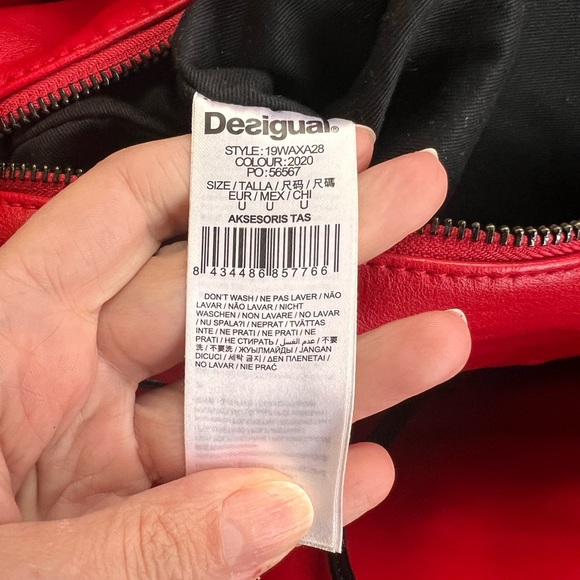 Desigual®
STYLE:19WAXA28
COLOUR:2020
PO:56567
SIZE/TALLA/尺码/尺碼
EUR/MEX/CHI
U U U
AKSESORIS TAS
8 434486 857766
DON'T WASH / NE PAS LAVER / NÃO
LAVAR / NÃO LAVAR / NICHT
WASCHEN / NON LAVARE / NO LAVAR
/ NU SPALA?I / NEPRAT / TVÄTTAS
INTE / NE PRATI / NE PRATI / NE PRATI
/ НЕ СТИРАТЬ / عدم الغسل / 不要
洗 / 不要洗 / ЖУЫЛМАЙДЫ / JANGAN
DICUCI / 세탁 금지 / ΔΕΝ ΠΛΕΝΕΤΑΙ /
NO LAVAR / NIE PRAĆ